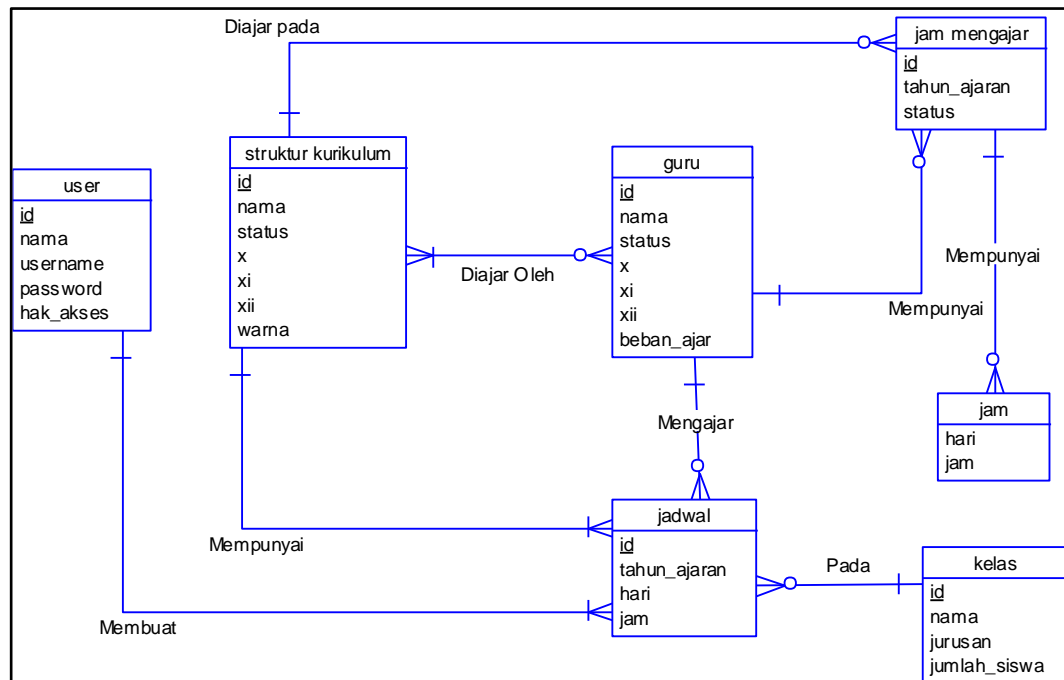 Diajar pada
jam mengajar
id
tahun_ajaran
status
struktur kurikulum
id
nama
status
x
xi
xii
warna
guru
id
nama
status
x
xi
xii
beban_ajar
user
id
nama
username
password
hak_akses
Diajar Oleh
Mempunyai
Mempunyai
jam
hari
jam
Mengajar
jadwal
id
tahun_ajaran
hari
jam
Mempunyai
Pada
kelas
id
nama
jurusan
jumlah_siswa
Membuat